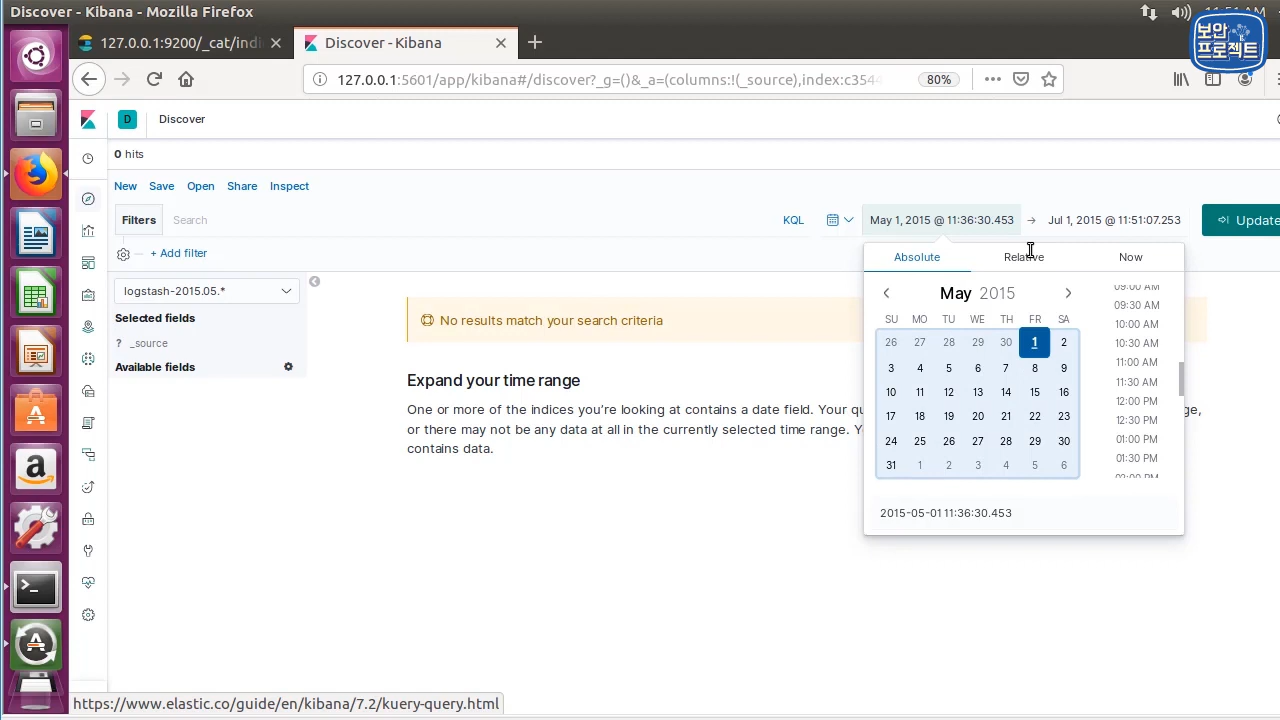 Discover - Kibana - Mozilla Firefox
보안
프로젝트
127.0.0.1:9200/_cat/indi
Discover - Kibana
127.0.0.1:5601/app/kibana#/discover?_g=()&_a=(columns:!(_source),index:c3544
80%
D
Discover
0 hits
New Save Open Share Inspect
Filters
Search
KQL
May 1, 2015 @ 11:36:30.453 → Jul 1, 2015 @ 11:51:07.253
Update
+ Add filter
Absolute Relative Now
logstash-2015.05.*
Selected fields
? _source
Available fields
No results match your search criteria
Expand your time range
One or more of the indices you're looking at contains a date field. Your qu
ge,
or there may not be any data at all in the currently selected time range. Y
contains data.
May 2015
SU MO TU WE TH FR SA
26 27 28 29 30 1 2
3 4 5 6 7 8 9
10 11 12 13 14 15 16
17 18 19 20 21 22 23
24 25 26 27 28 29 30
31 1 2 3 4 5 6
09:00 AM
09:30 AM
10:00 AM
10:30 AM
11:00 AM
11:30 AM
12:00 PM
12:30 PM
01:00 PM
01:30 PM
02:00 PM
2015-05-01 11:36:30.453
https://www.elastic.co/guide/en/kibana/7.2/kuery-query.html